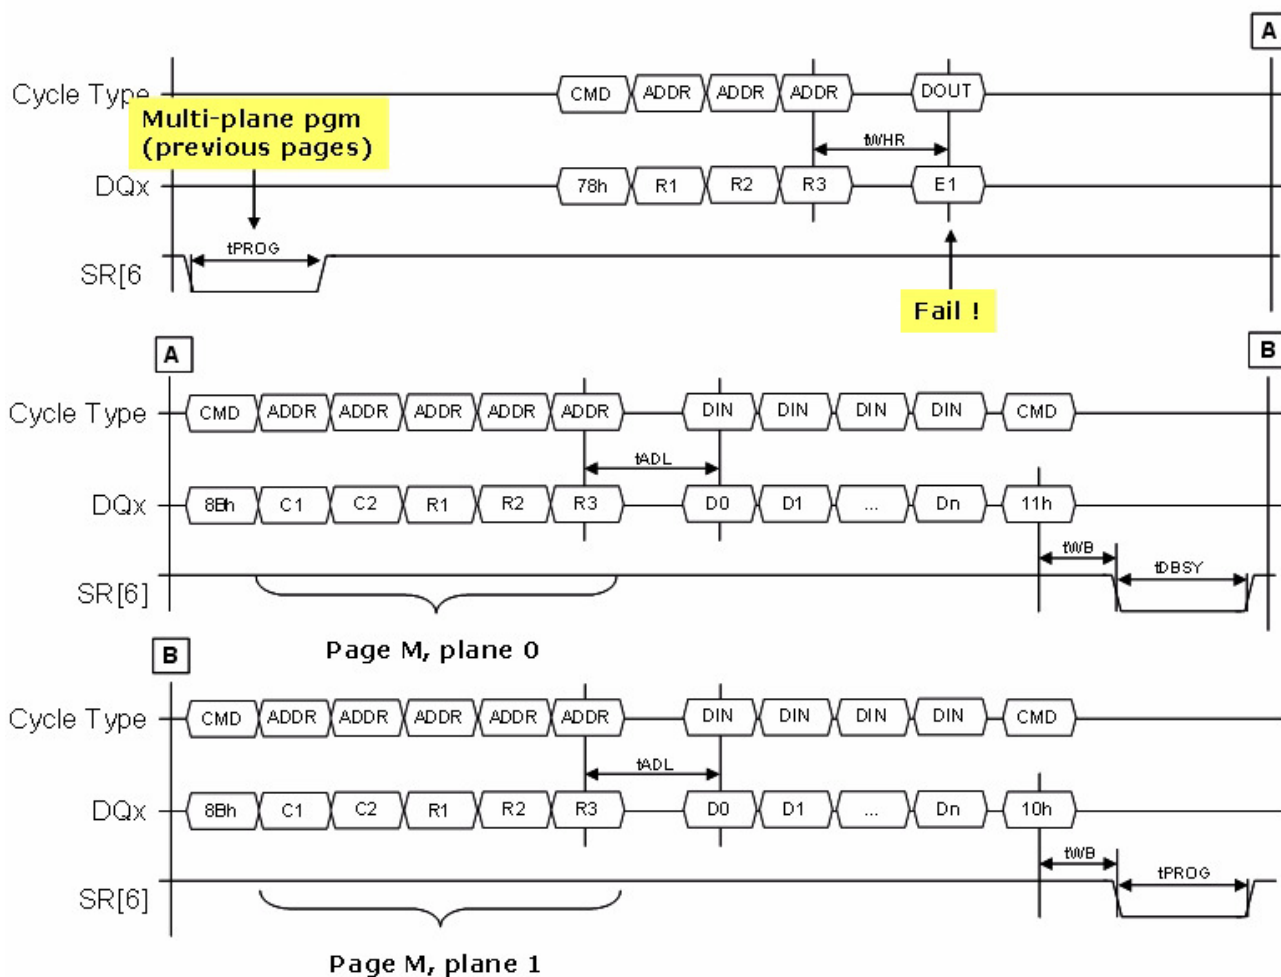 A
Cycle Type CMD ADDR ADDR ADDR DOUT
Multi-plane pgm
(previous pages)
tWHR
DQx 78h R1 R2 R3 E1
tPROG
SR[6
Fail !
A B
Cycle Type CMD ADDR ADDR ADDR ADDR ADDR DIN DIN DIN DIN CMD
tADL
DQx 8Bh C1 C2 R1 R2 R3 D0 D1 ... Dn 11h
tWB
tDBSY
SR[6]
Page M, plane 0
B
Cycle Type CMD ADDR ADDR ADDR ADDR ADDR DIN DIN DIN DIN CMD
tADL
DQx 8Bh C1 C2 R1 R2 R3 D0 D1 ... Dn 10h
tWB
tPROG
SR[6]
Page M, plane 1